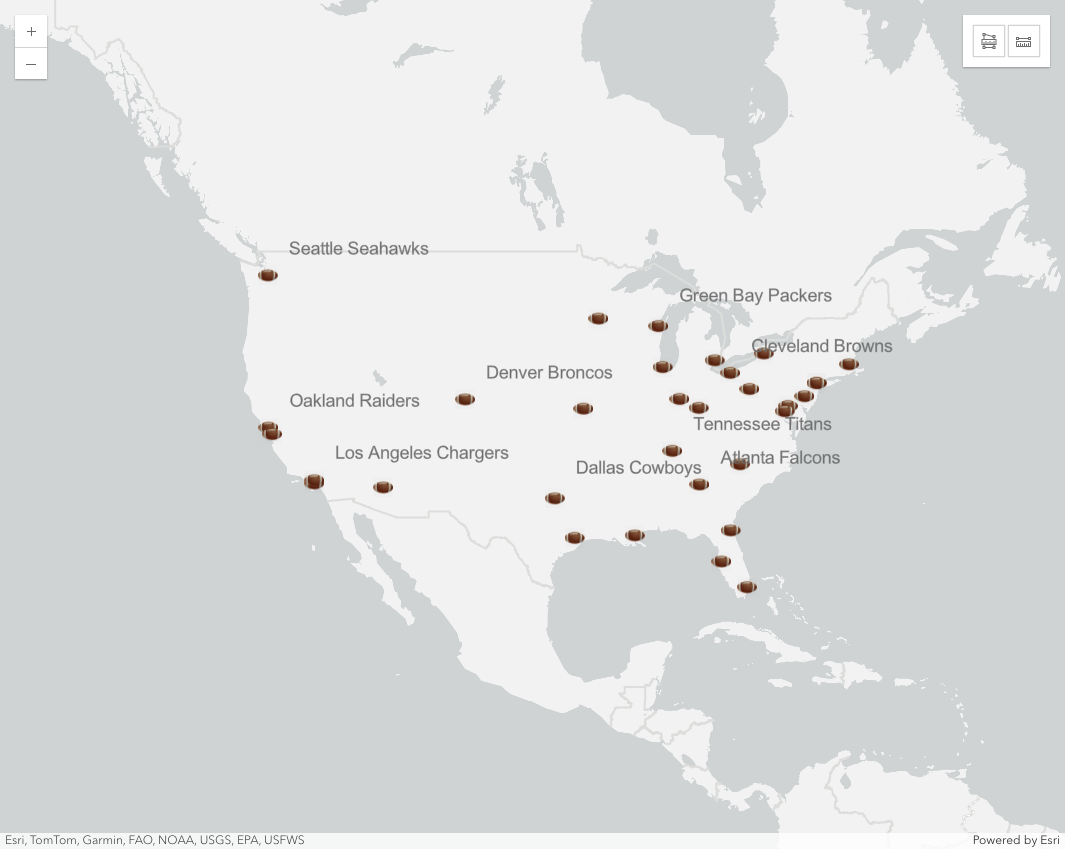 +
−
Seattle Seahawks
Green Bay Packers
Cleveland Browns
Denver Broncos
Oakland Raiders
Tennessee Titans
Los Angeles Chargers
Atlanta Falcons
Dallas Cowboys
Esri, TomTom, Garmin, FAO, NOAA, USGS, EPA, USFWS
Powered by Esri